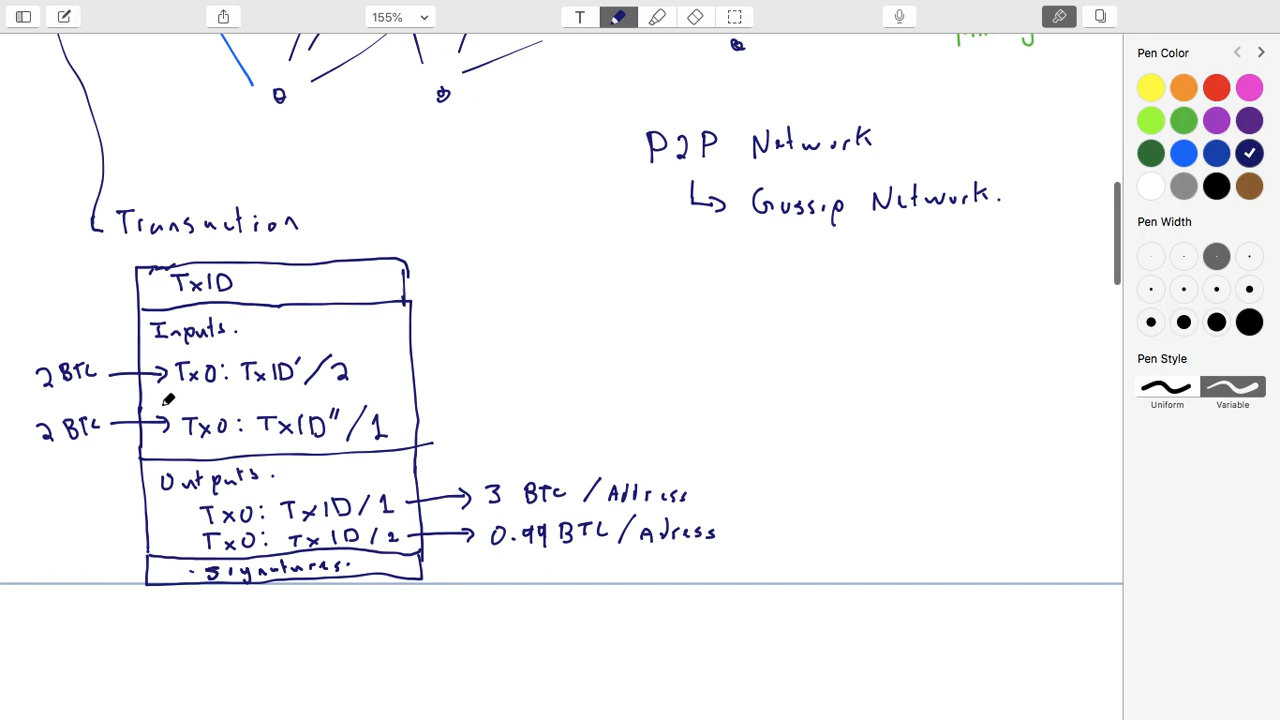 155%
T
Pen Color
P2P Network
↳ Gossip Network.
Transaction
TxID
Inputs.
2 BTC → TxO: TxID'/2
2 BTC → TxO: TxID"/1
Outputs.
TxO: TxID/1 → 3 BTC / Address
TxO: TxID/2 → 0.99 BTC / Adress
. Signatures.
Pen Width
Pen Style
Uniform
Variable